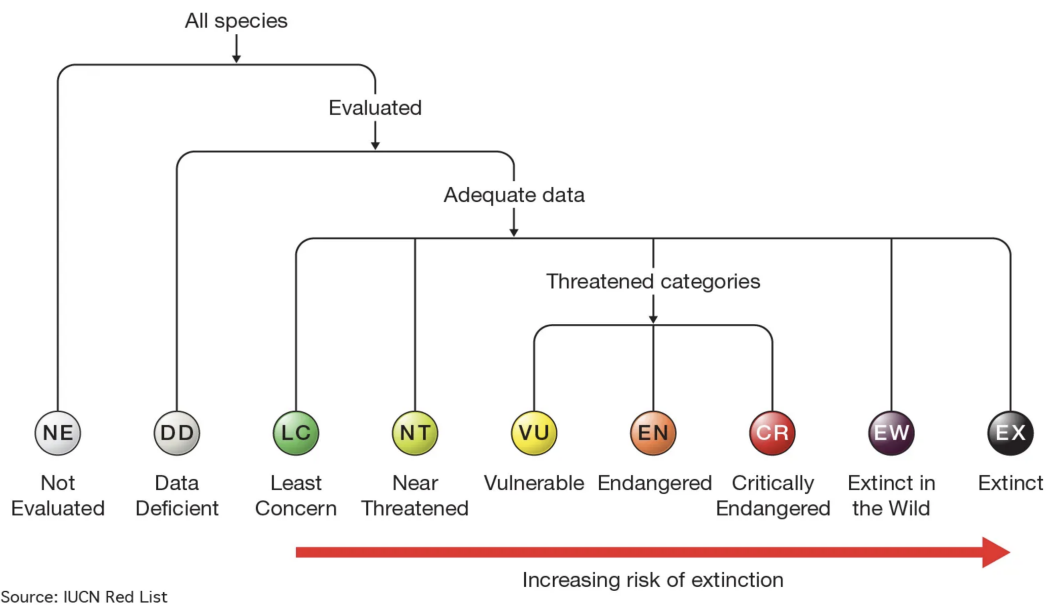 All species
Evaluated
Adequate data
Threatened categories
NE
DD
LC
NT
VU
EN
CR
EW
EX
Not
Evaluated
Data
Deficient
Least
Concern
Near
Threatened
Vulnerable
Endangered
Critically
Endangered
Extinct in
the Wild
Extinct
Increasing risk of extinction
Source: IUCN Red List